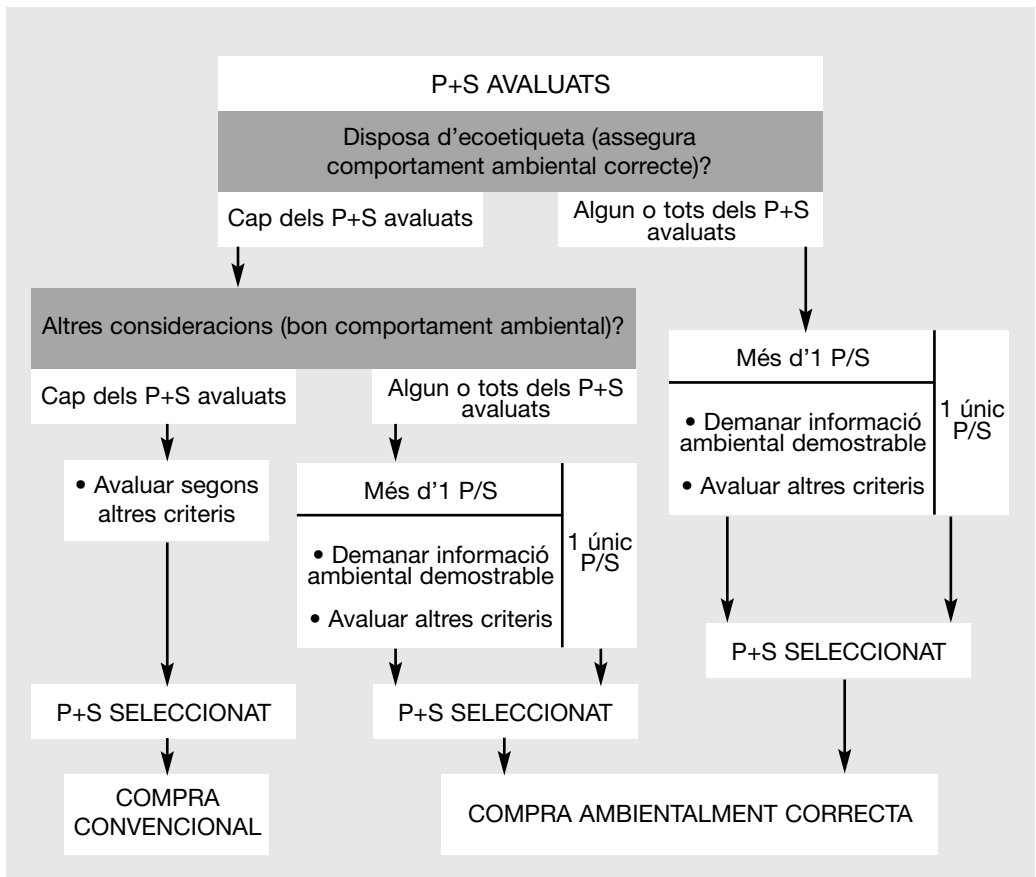 P+S AVALUATS
Disposa d'ecoetiqueta (assegura
comportament ambiental correcte)?
Cap dels P+S avaluats
Algun o tots dels P+S
avaluats
Altres consideracions (bon comportament ambiental)?
Cap dels P+S avaluats
Algun o tots dels P+S
avaluats
Més d'1 P/S
• Demanar informació
ambiental demostrable
• Avaluar altres criteris
1 únic
P/S
• Avaluar segons
altres criteris
Més d'1 P/S
• Demanar informació
ambiental demostrable
• Avaluar altres criteris
1 únic
P/S
P+S SELECCIONAT
P+S SELECCIONAT
P+S SELECCIONAT
COMPRA
CONVENCIONAL
COMPRA AMBIENTALMENT CORRECTA